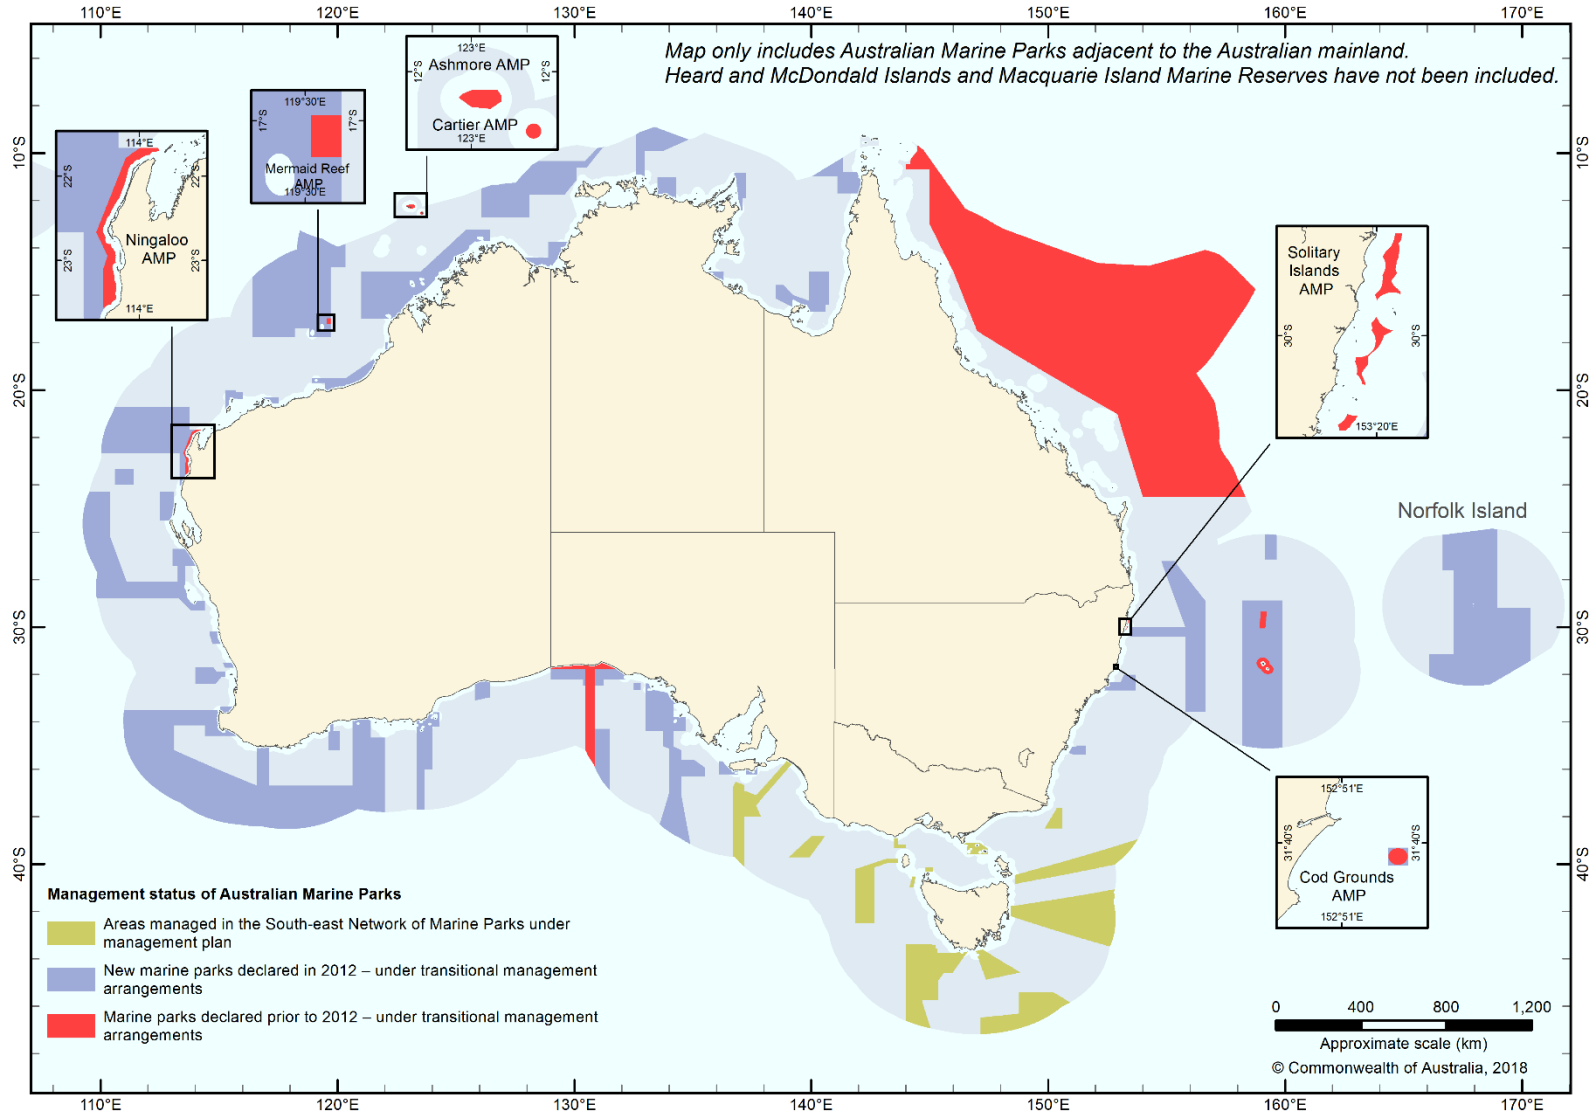 110°E 120°E 130°E 140°E 150°E 160°E 170°E
Map only includes Australian Marine Parks adjacent to the Australian mainland.
Heard and McDondald Islands and Macquarie Island Marine Reserves have not been included.
123°E
12°S
12°S
Ashmore AMP
Cartier AMP
123°E
119°30'E
17°S
17°S
Mermaid Reef
AMP
119°30'E
114°E
22°S
22°S
Ningaloo
AMP
23°S
23°S
114°E
10°S
10°S
Solitary
Islands
AMP
30°S
30°S
153°20'E
20°S
20°S
Norfolk Island
30°S
30°S
152°51'E
31°40'S
31°40'S
Cod Grounds
AMP
152°51'E
40°S
40°S
Management status of Australian Marine Parks
Areas managed in the South-east Network of Marine Parks under
management plan
New marine parks declared in 2012 – under transitional management
arrangements
Marine parks declared prior to 2012 – under transitional management
arrangements
0 400 800 1,200
Approximate scale (km)
© Commonwealth of Australia, 2018
110°E 120°E 130°E 140°E 150°E 160°E 170°E